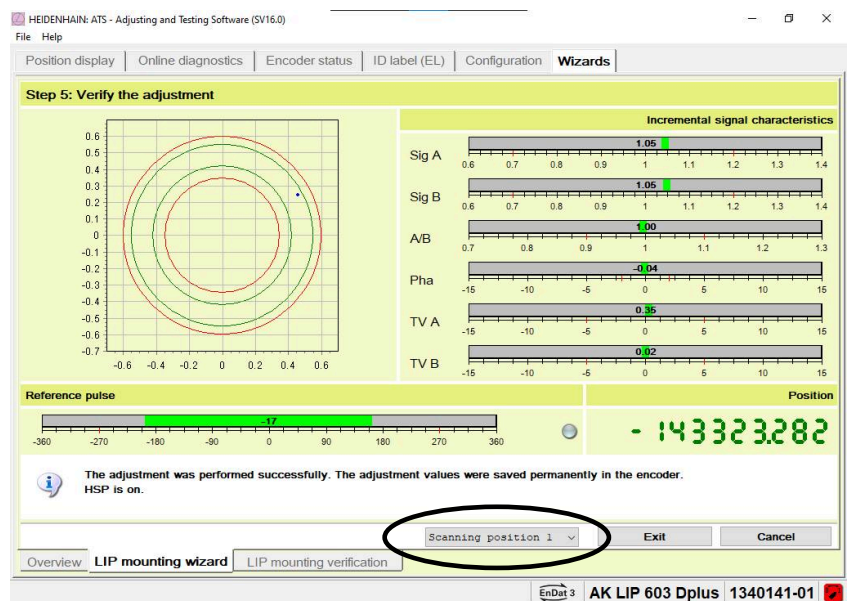 HEIDENHAIN: ATS - Adjusting and Testing Software (SV16.0)
File Help
Position display Online diagnostics Encoder status ID label (EL) Configuration Wizards
Step 5: Verify the adjustment
Incremental signal characteristics
0.6
0.5
0.4
0.3
0.2
0.1
0
-0.1
-0.2
-0.3
-0.4
-0.5
-0.6
-0.7
-0.6 -0.4 -0.2 0 0.2 0.4 0.6
Sig A 1.05
0.6 0.7 0.8 0.9 1 1.1 1.2 1.3 1.4
Sig B 1.05
0.6 0.7 0.8 0.9 1 1.1 1.2 1.3 1.4
A/B 1.00
0.7 0.8 0.9 1 1.1 1.2 1.3
Pha -0.04
-15 -10 -5 0 5 10 15
TV A 0.35
-15 -10 -5 0 5 10 15
TV B 0.02
-15 -10 -5 0 5 10 15
Reference pulse
Position
-17
-360 -270 -180 -90 0 90 180 270 360
- 143323.282
The adjustment was performed successfully. The adjustment values were saved permanently in the encoder.
HSP is on.
Scanning position 1 Exit Cancel
Overview LIP mounting wizard LIP mounting verification
EnDat 3 AK LIP 603 Dplus 1340141-01